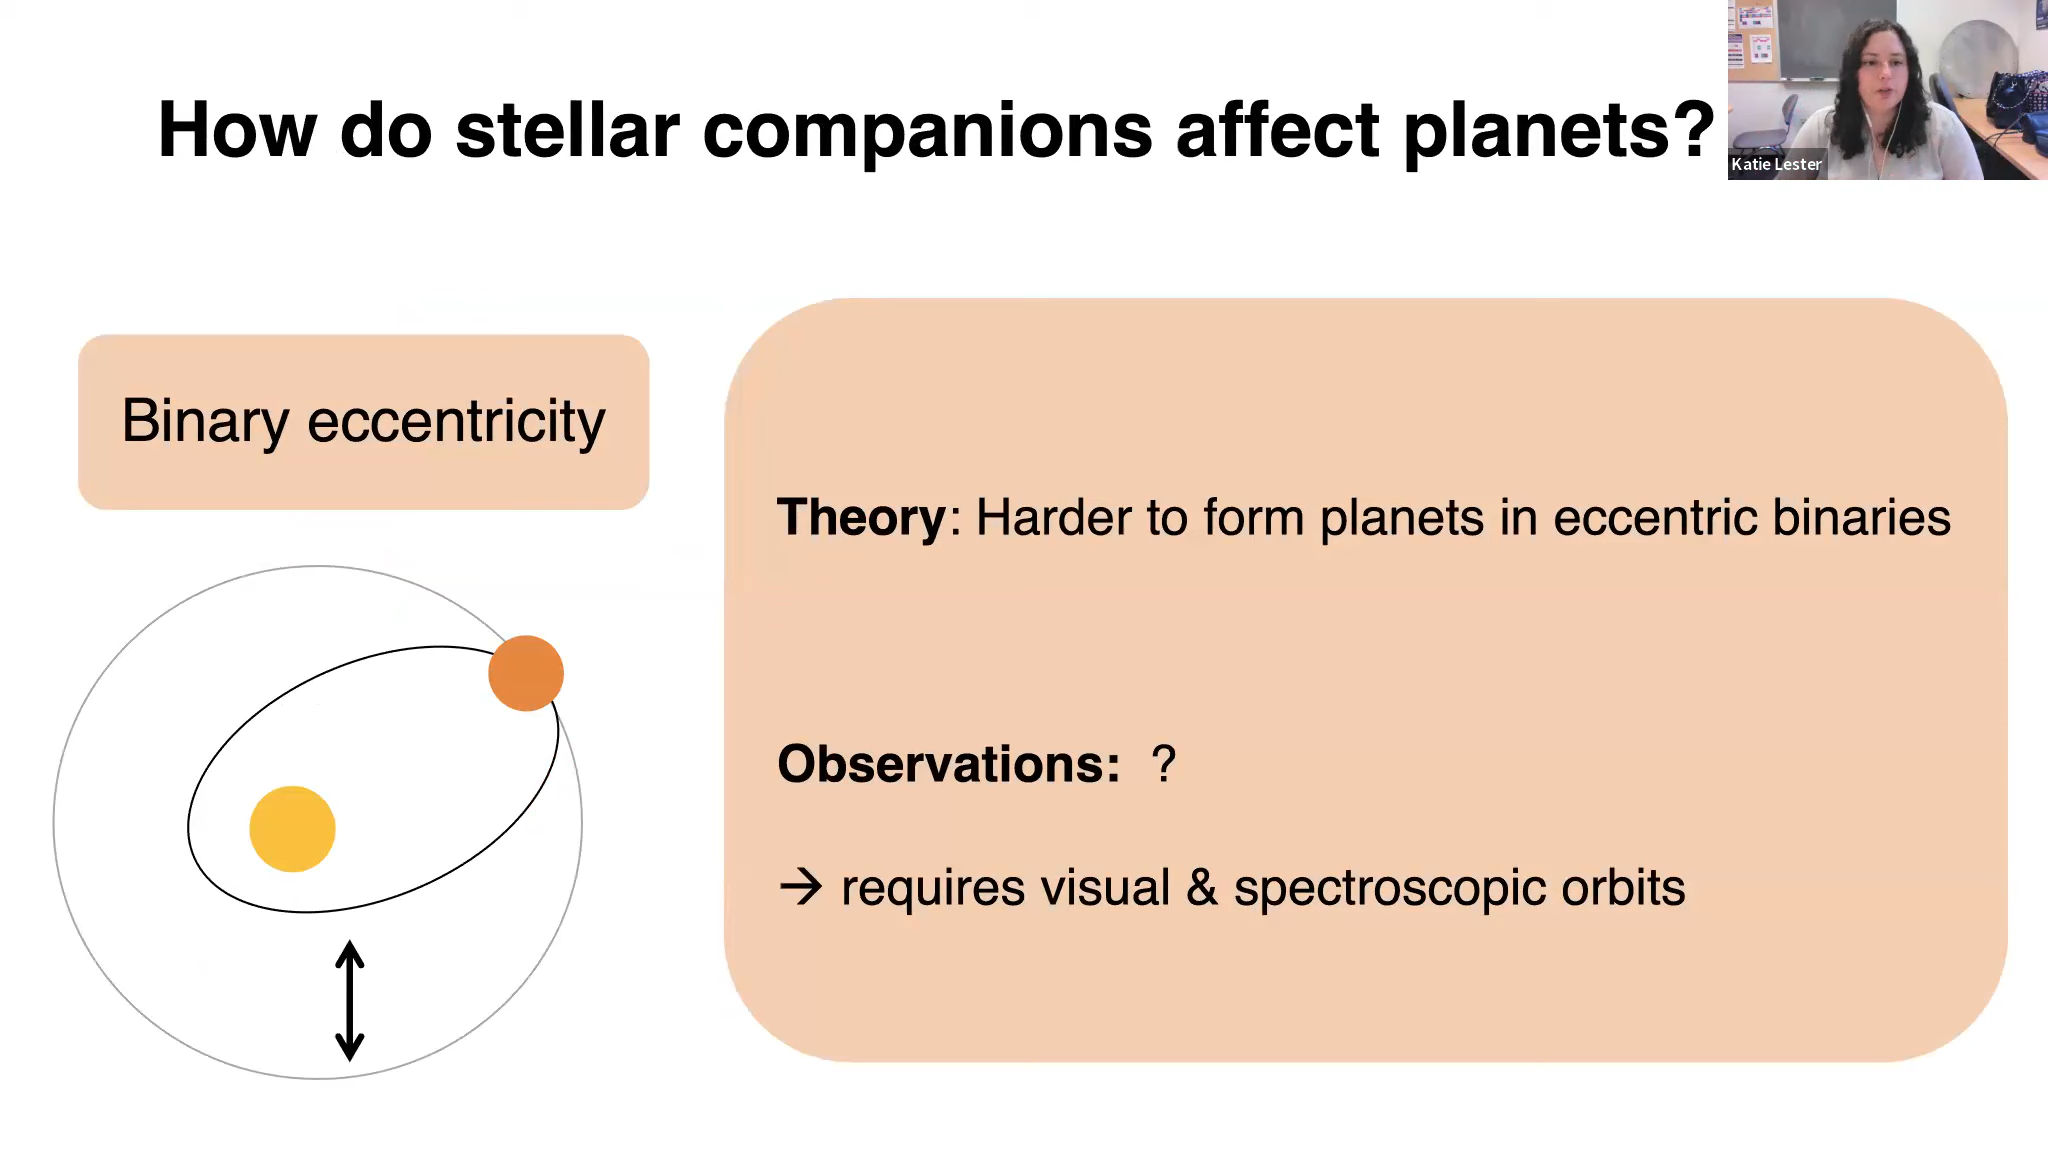 How do stellar companions affect planets?
Katie Lester
Binary eccentricity
Theory: Harder to form planets in eccentric binaries
Observations: ?
→ requires visual & spectroscopic orbits